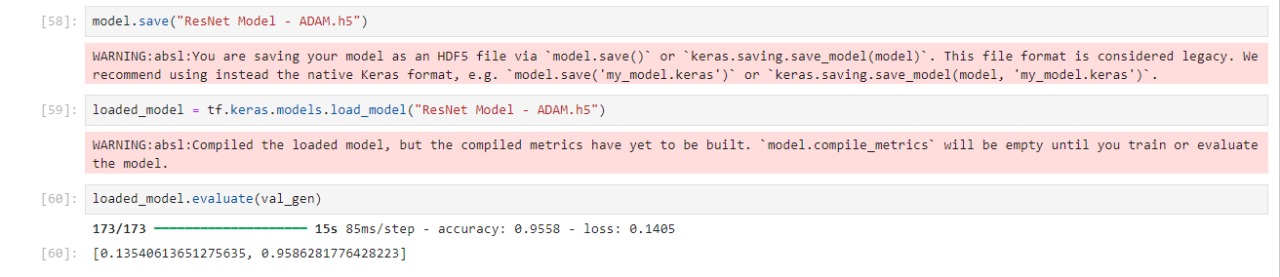 [58]: model.save("ResNet Model - ADAM.h5")
WARNING:absl:You are saving your model as an HDF5 file via `model.save()` or `keras.saving.save_model(model)`. This file format is considered legacy. We
recommend using instead the native Keras format, e.g. `model.save('my_model.keras')` or `keras.saving.save_model(model, 'my_model.keras')`.
[59]: loaded_model = tf.keras.models.load_model("ResNet Model - ADAM.h5")
WARNING:absl:Compiled the loaded model, but the compiled metrics have yet to be built. `model.compile_metrics` will be empty until you train or evaluate
the model.
[60]: loaded_model.evaluate(val_gen)
173/173 ━━━━━━━━━━━━━━━━━━━━ 15s 85ms/step - accuracy: 0.9558 - loss: 0.1405
[60]: [0.13540613651275635, 0.9586281776428223]